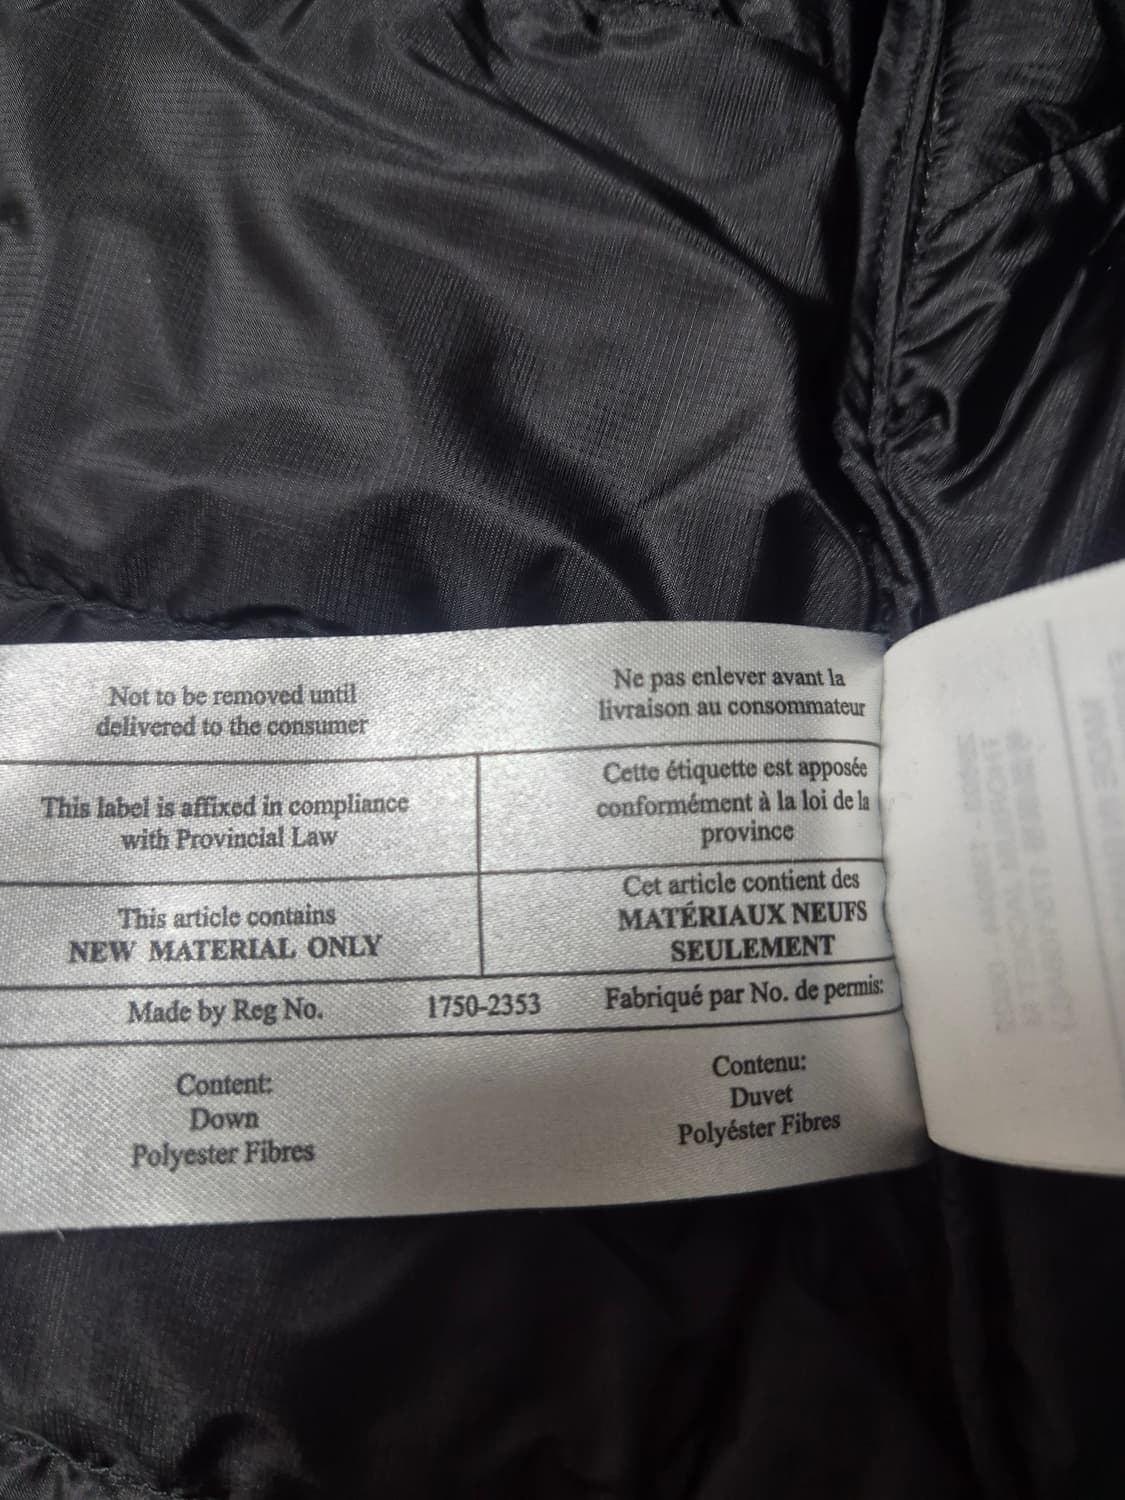 Not to be removed until
delivered to the consumer
Ne pas enlever avant la
livraison au consommateur
This label is affixed in compliance
with Provincial Law
Cette étiquette est apposée
conformément à la loi de la
province
This article contains
NEW MATERIAL ONLY
Cet article contient des
MATÉRIAUX NEUFS
SEULEMENT
Made by Reg No. 1750-2353 Fabriqué par No. de permis:
Content:
Down
Polyester Fibres
Contenu:
Duvet
Polyéster Fibres